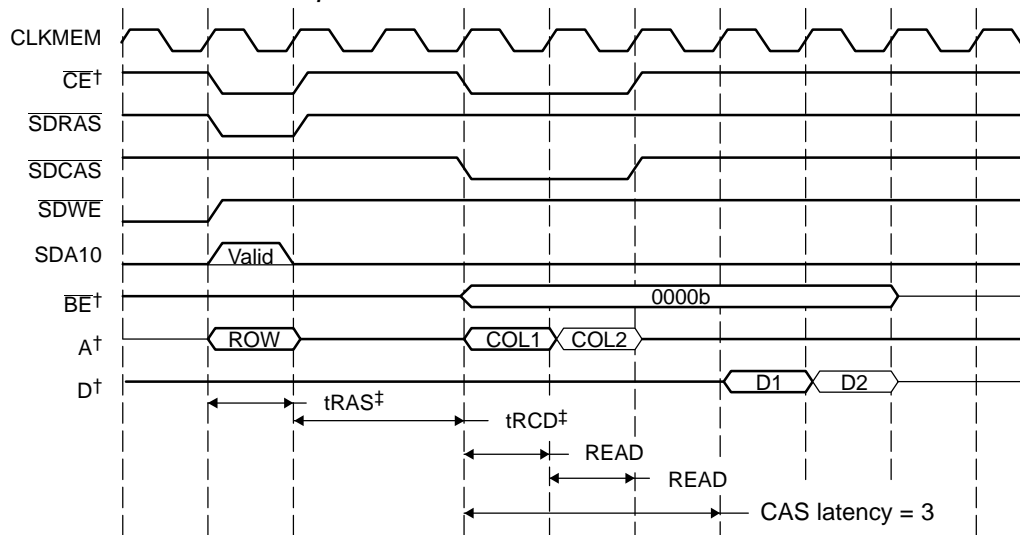 CLKMEM
CE†
SDRAS
SDCAS
SDWE
SDA10 Valid
BE† 0000b
A† ROW COL1 COL2
D† D1 D2
tRAS‡
tRCD‡
READ
READ
CAS latency = 3